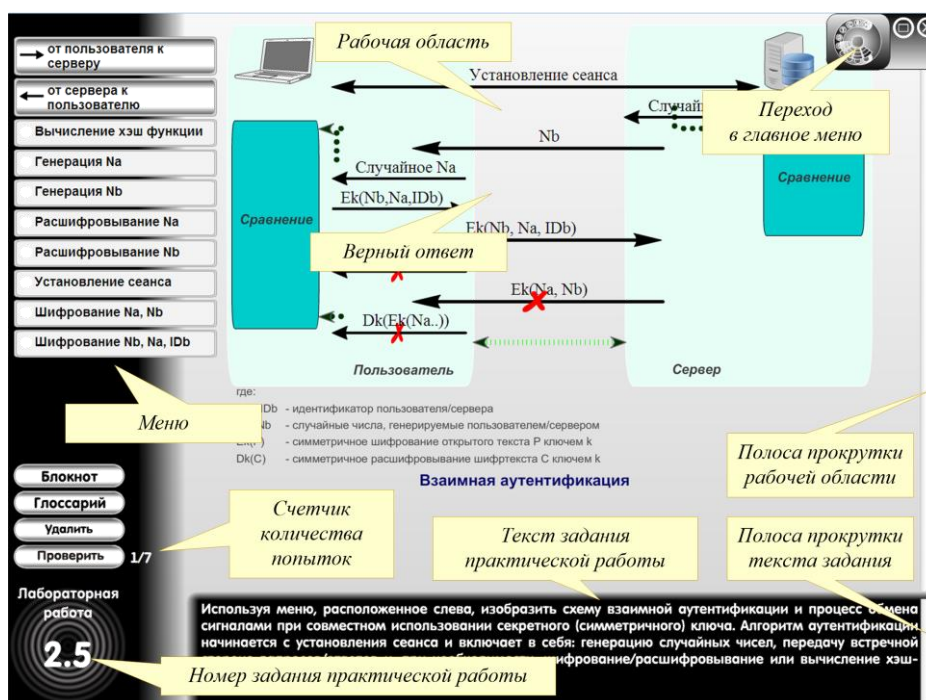 от пользователя к
серверу
от сервера к
пользователю
Вычисление хэш функции
Генерация Na
Генерация Nb
Расшифровывание Na
Расшифровывание Nb
Установление сеанса
Шифрование Na, Nb
Шифрование Nb, Na, IDb
Меню
Рабочая область
Установление сеанса
Переход
в главное меню
Nb
Случайное Na
Ek(Nb,Na,IDb)
Сравнение
Сравнение
Ek(Nb, Na, IDb)
Верный ответ
Ek(Na, Nb)
Dk(Ek(Na..))
Пользователь
Сервер
где:
IDb - идентификатор пользователя/сервера
Nb - случайные числа, генерируемые пользователем/сервером
- симметричное шифрование открытого текста P ключем k
Dk(C) - симметричное расшифровывание шифртекста C ключем k
Взаимная аутентификация
Полоса прокрутки
рабочей области
Блокнот
Глоссарий
Удалить
Проверить 1/7
Счетчик
количества
попыток
Текст задания
практической работы
Полоса прокрутки
текста задания
Лабораторная
работа
2.5
Используя меню, расположенное слева, изобразить схему взаимной аутентификации и процесс обмена
сигналами при совместном использовании секретного (симметричного) ключа. Алгоритм аутентификации
начинается с установления сеанса и включает в себя: генерацию случайных чисел, передачу встречной
шифрование/расшифровывание или вычисление хэш-
Номер задания практической работы